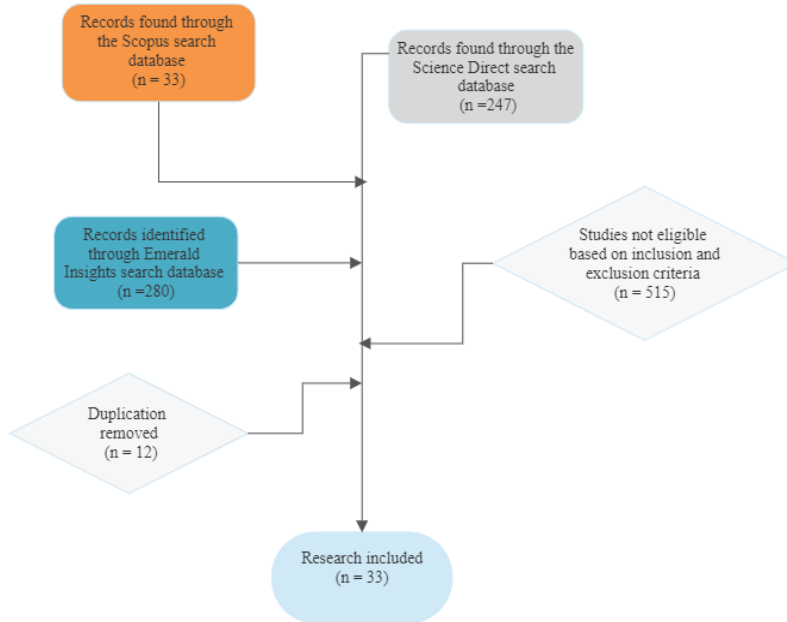 Records found through
the Scopus search
database
(n = 33)
Records found through the
Science Direct search
database
(n =247)
Records identified
through Emerald
Insights search database
(n =280)
Studies not eligible
based on inclusion and
exclusion criteria
(n = 515)
Duplication
removed
(n = 12)
Research included
(n = 33)